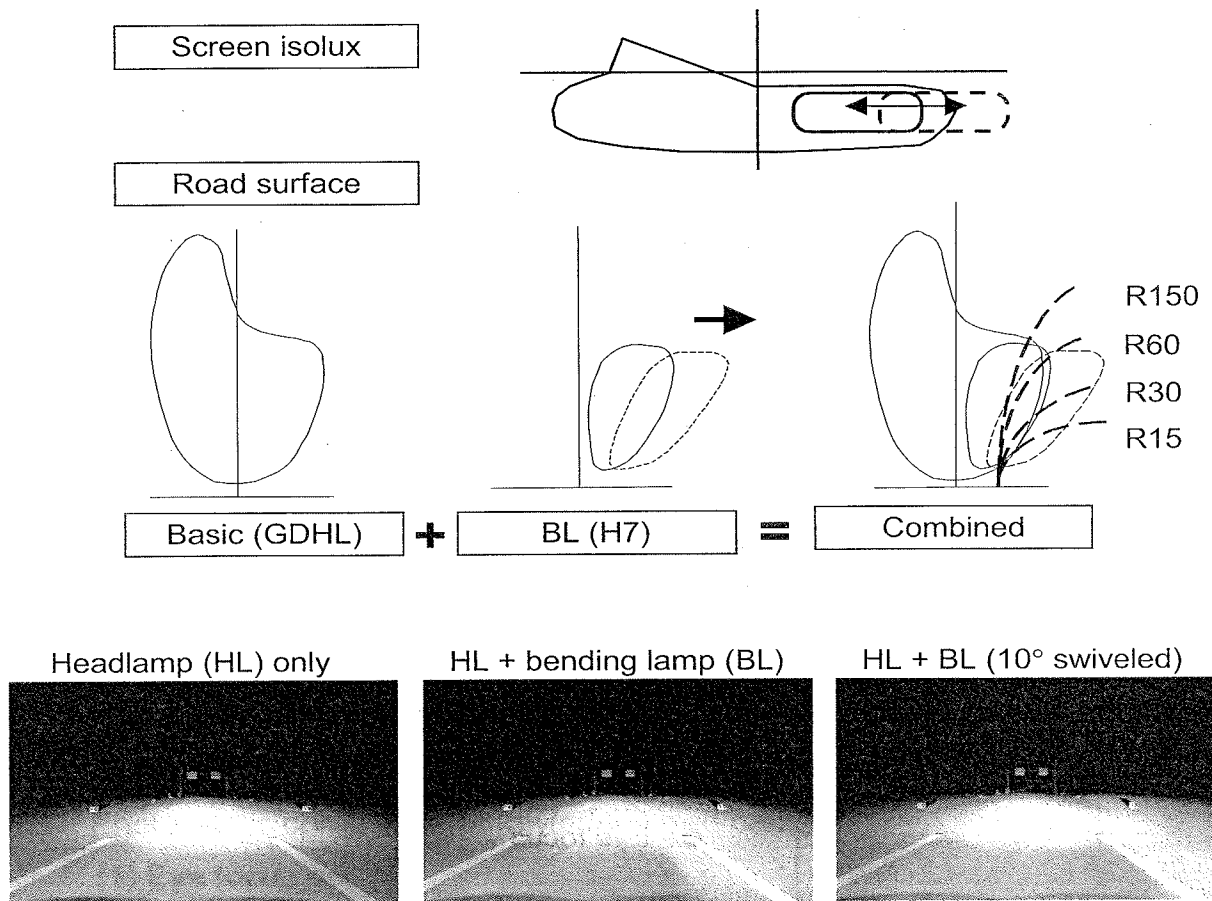 Screen isolux
Road surface
R150
R60
R30
R15
Basic (GDHL) + BL (H7) = Combined
Headlamp (HL) only
HL + bending lamp (BL)
HL + BL (10° swiveled)